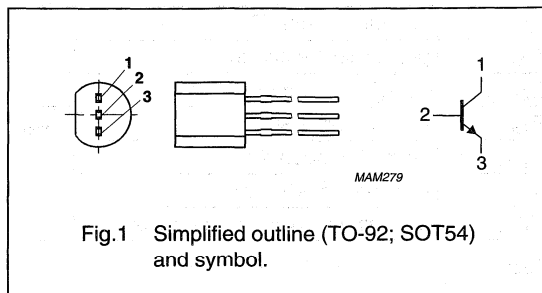 1
2
3
1
2
3
MAM279
Fig.1 Simplified outline (TO-92; SOT54)
and symbol.